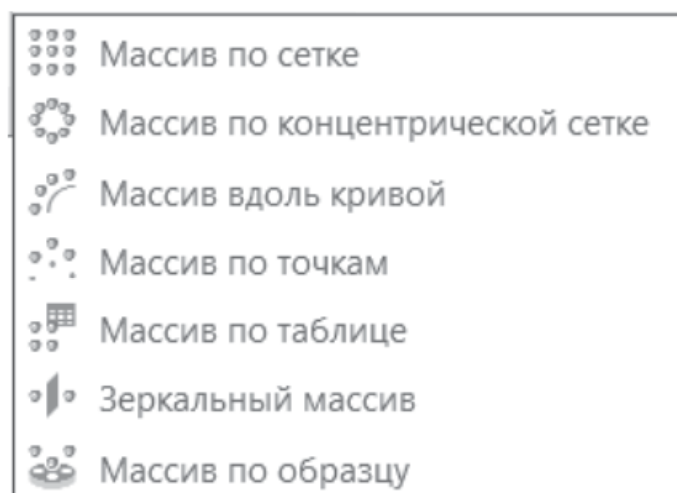 Массив по сетке
Массив по концентрической сетке
Массив вдоль кривой
Массив по точкам
Массив по таблице
Зеркальный массив
Массив по образцу